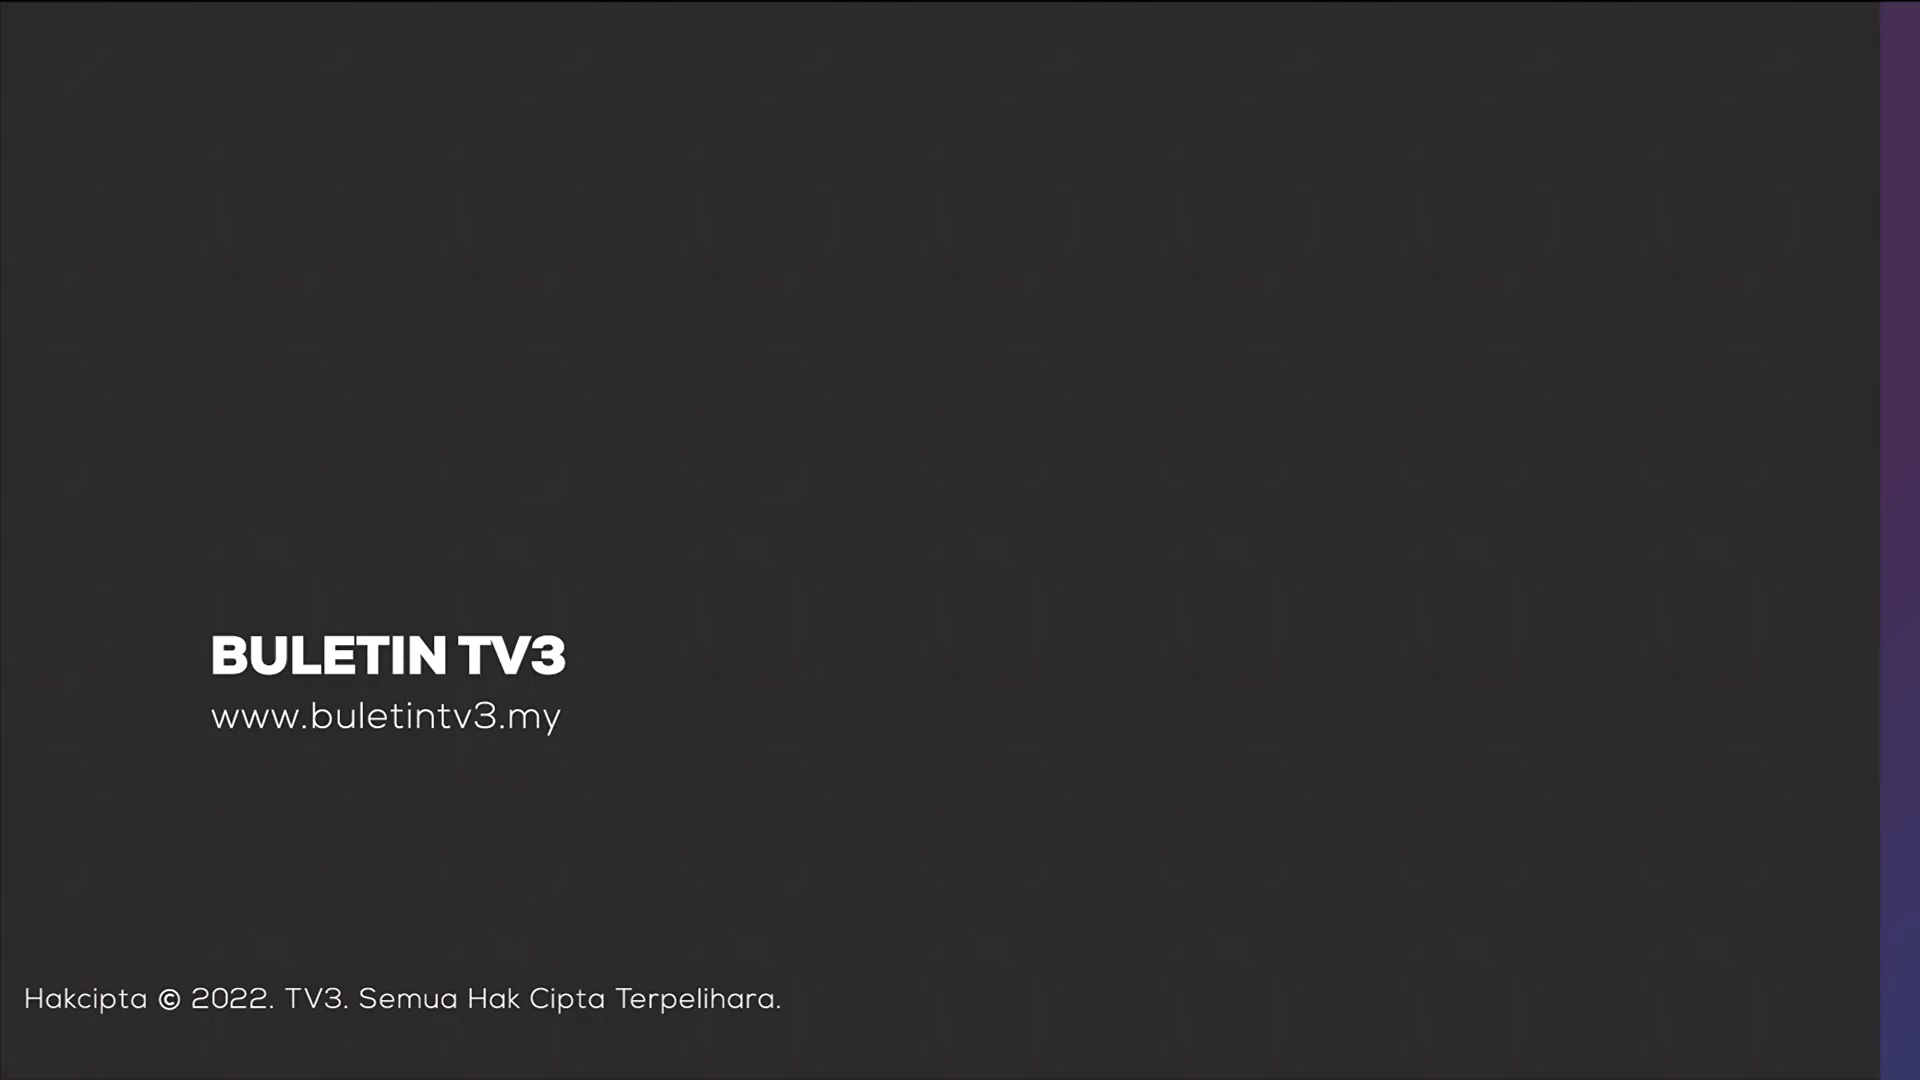 BULETIN TV3
www.buletintv3.my
Hakcipta © 2022. TV3. Semua Hak Cipta Terpelihara.